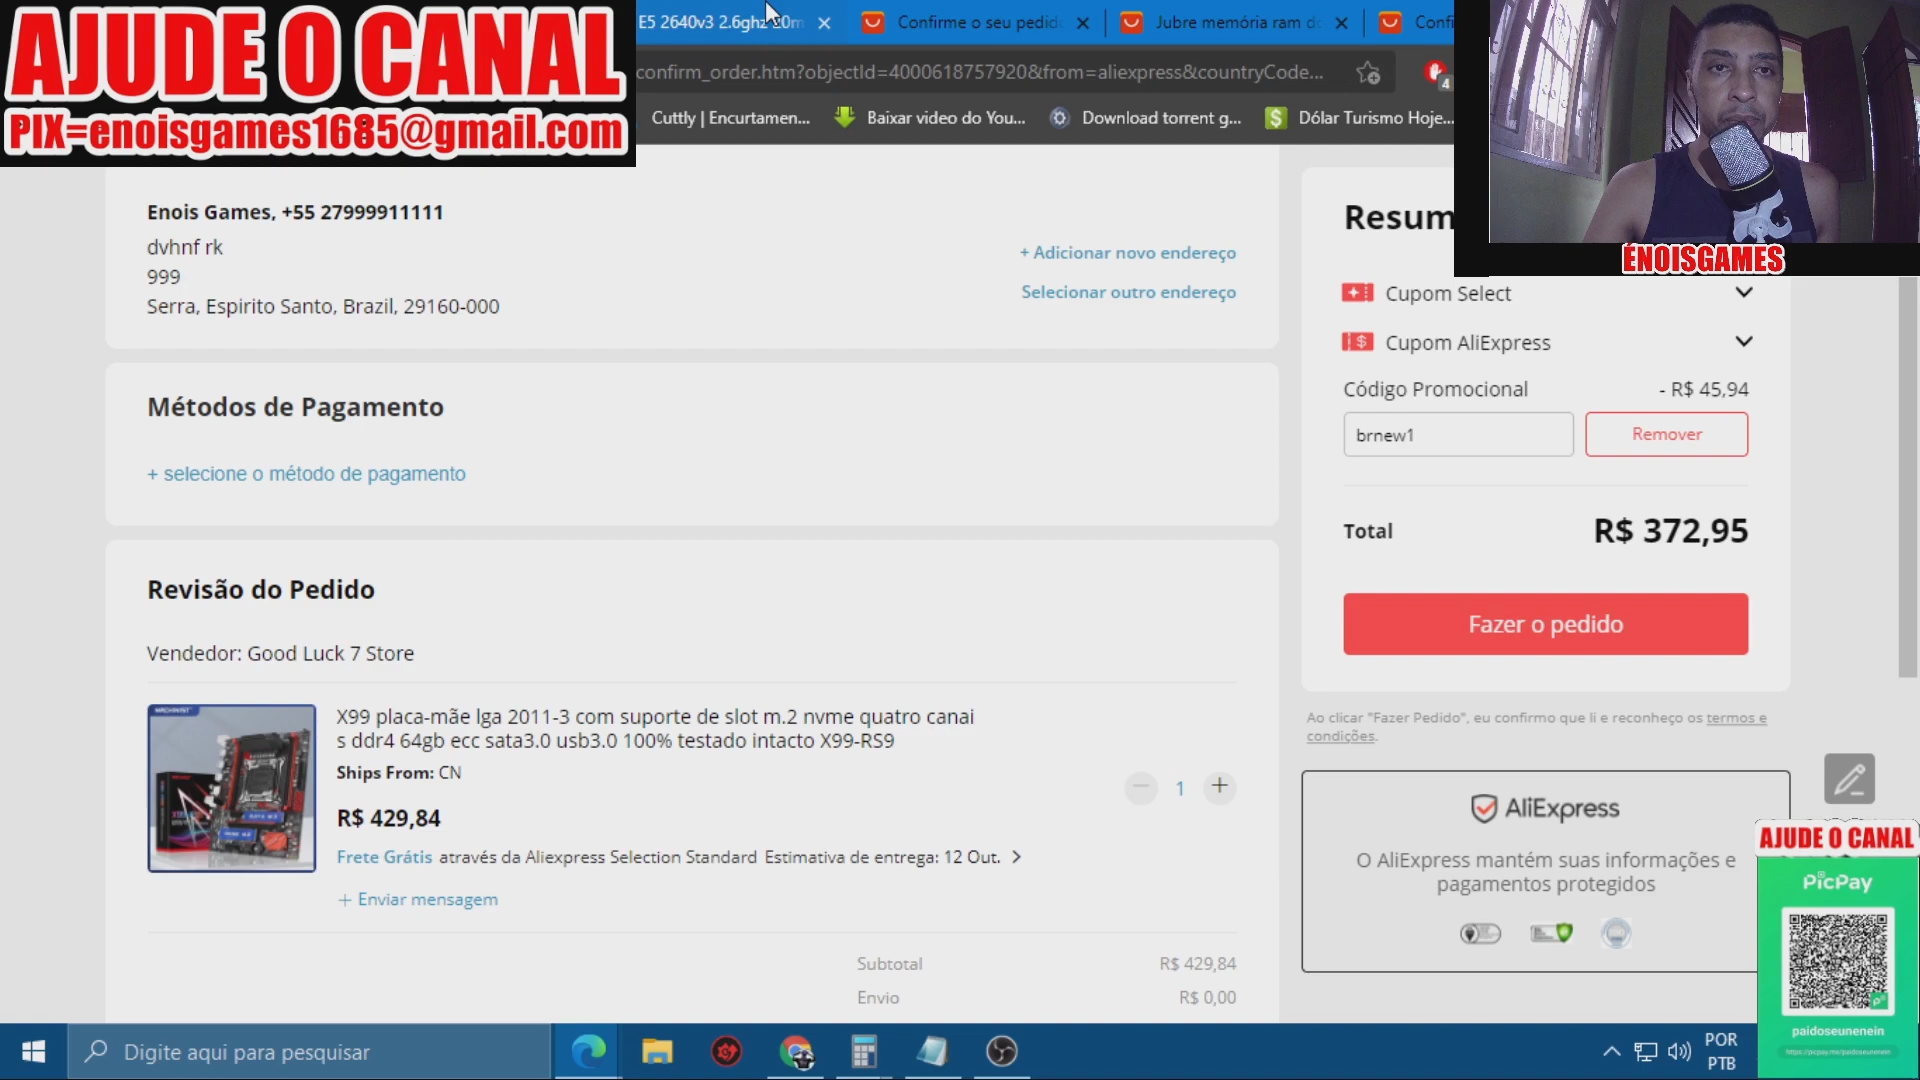 AJUDE O CANAL
PIX=enoisgames1685@gmail.com
E5 2640v3 2.6ghz 20m
Confirme o seu pedido
Jubre memória ram d
Confi
confirm_order.htm?objectId=4000618757920&from=aliexpress&countryCode...
4
Cuttly | Encurtamen...
Baixar video do You...
Download torrent g...
Dólar Turismo Hoje...
ÉNOISGAMES
Enois Games, +55 27999911111
dvhnf rk
999
Serra, Espirito Santo, Brazil, 29160-000
+ Adicionar novo endereço
Selecionar outro endereço
Métodos de Pagamento
+ selecione o método de pagamento
Revisão do Pedido
Vendedor: Good Luck 7 Store
X99 placa-mãe lga 2011-3 com suporte de slot m.2 nvme quatro canai
s ddr4 64gb ecc sata3.0 usb3.0 100% testado intacto X99-RS9
Ships From: CN
R$ 429,84
1
Frete Grátis através da Aliexpress Selection Standard Estimativa de entrega: 12 Out.
+ Enviar mensagem
Subtotal R$ 429,84
Envio R$ 0,00
Resum
Cupom Select
Cupom AliExpress
Código Promocional - R$ 45,94
brnew1 Remover
Total R$ 372,95
Fazer o pedido
Ao clicar "Fazer Pedido", eu confirmo que li e reconheço os termos e
condições.
AliExpress
O AliExpress mantém suas informações e
pagamentos protegidos
AJUDE O CANAL
PicPay
paidoseunenein
Digite aqui para pesquisar
POR
PTB